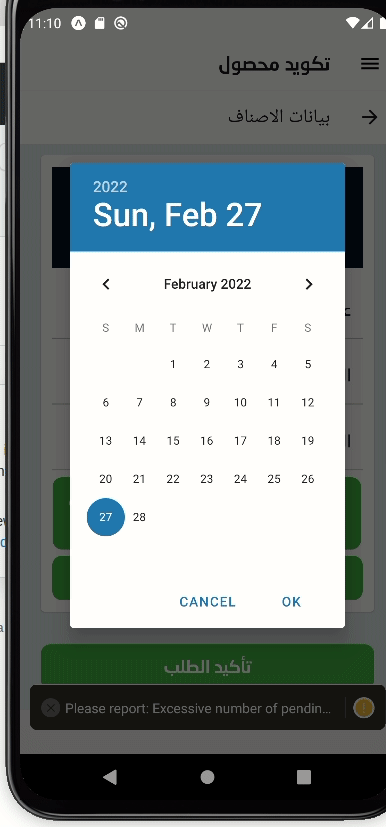 11:10
تكويد محصول
بيانات الاصناف
2022
Sun, Feb 27
February 2022
S M T W T F S
1 2 3 4 5
6 7 8 9 10 11 12
13 14 15 16 17 18 19
20 21 22 23 24 25 26
27 28
CANCEL OK
تأكيد الطلب
Please report: Excessive number of pendin...